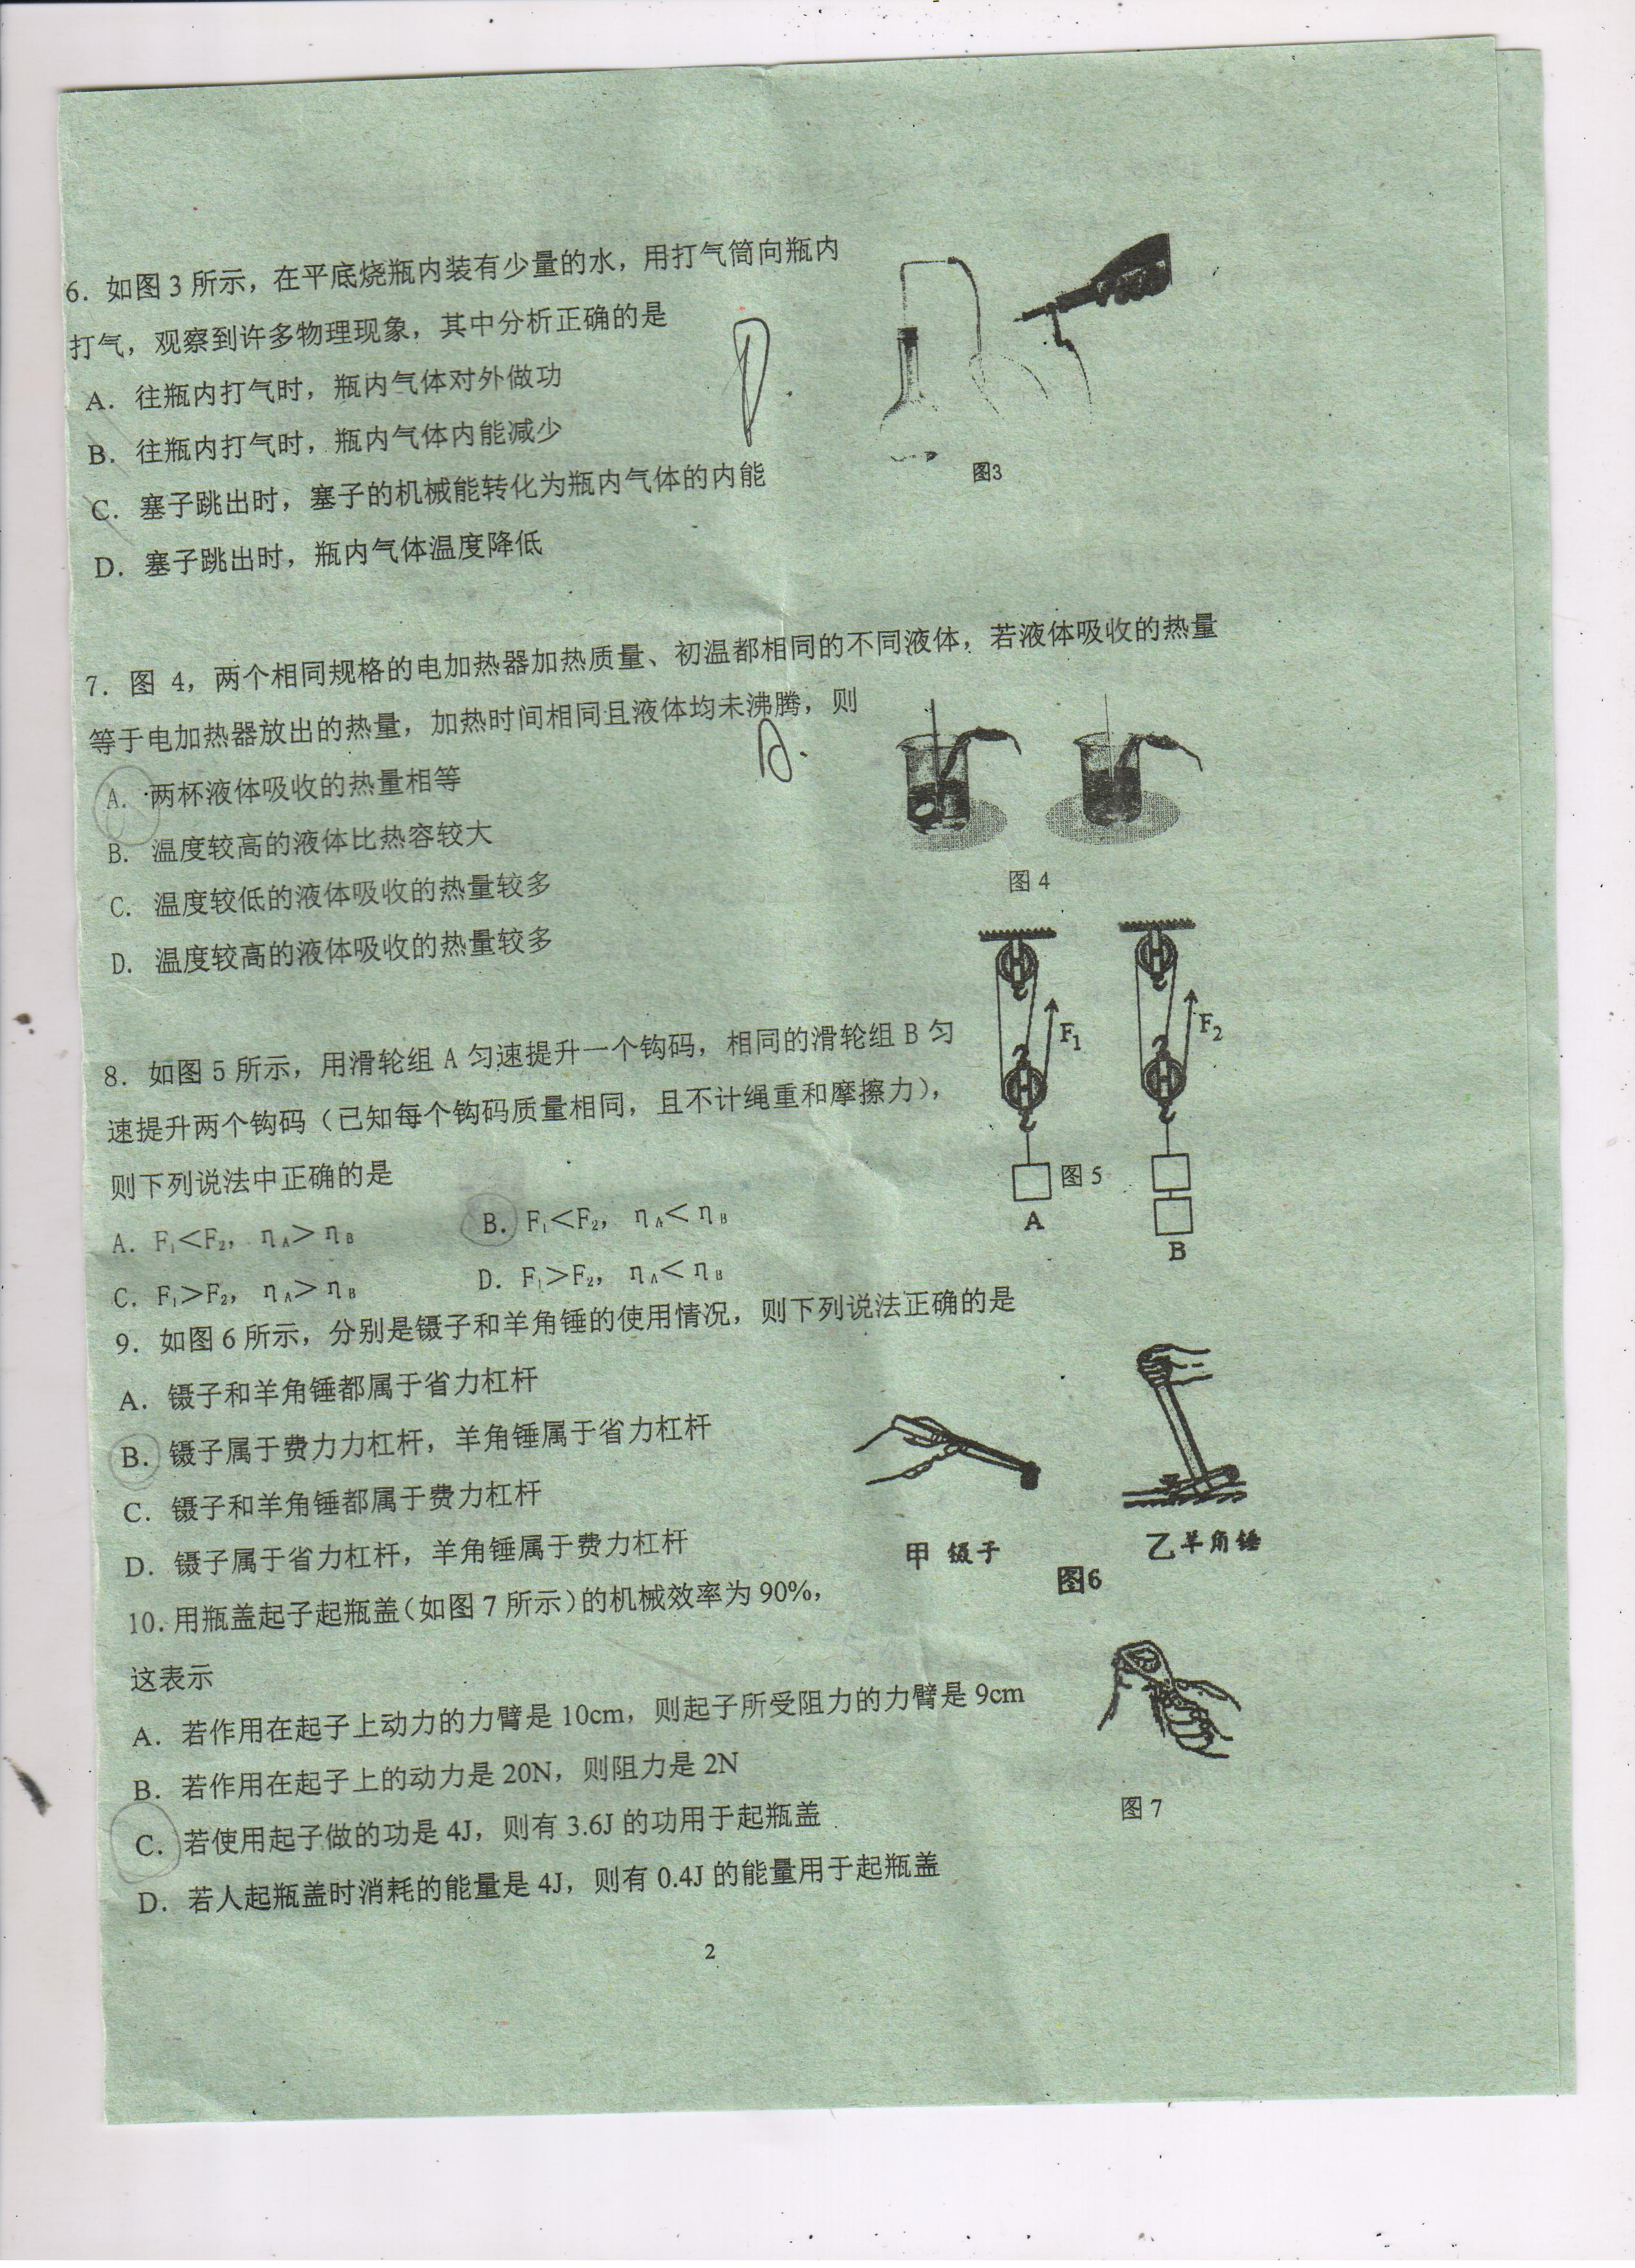 6．如图3所示，在平底烧瓶内装有少量的水，用打气筒向瓶内
打气，观察到许多物理现象，其中分析正确的是
A．往瓶内打气时，瓶内气体对外做功
B．往瓶内打气时，瓶内气体内能减少
C．塞子跳出时，塞子的机械能转化为瓶内气体的内能
D．塞子跳出时，瓶内气体温度降低
D.
图3
7．图 4，两个相同规格的电加热器加热质量、初温都相同的不同液体，若液体吸收的热量
等于电加热器放出的热量，加热时间相同且液体均未沸腾，则
A.
A．两杯液体吸收的热量相等
B．温度较高的液体比热容较大
C．温度较低的液体吸收的热量较多
D．温度较高的液体吸收的热量较多
图 4
8．如图 5 所示，用滑轮组 A 匀速提升一个钩码，相同的滑轮组 B 匀
速提升两个钩码（已知每个钩码质量相同，且不计绳重和摩擦力），
则下列说法中正确的是
A．F₁＜F₂，η_A＞η_B
B．F₁＜F₂，η_A＜η_B
C．F₁＞F₂，η_A＞η_B
D．F₁＞F₂，η_A＜η_B
F₁
F₂
图 5
A
B
9．如图 6 所示，分别是镊子和羊角锤的使用情况，则下列说法正确的是
A．镊子和羊角锤都属于省力杠杆
B．镊子属于费力力杠杆，羊角锤属于省力杠杆
C．镊子和羊角锤都属于费力杠杆
D．镊子属于省力杠杆，羊角锤属于费力杠杆
甲 镊子
乙羊角锤
图6
10．用瓶盖起子起瓶盖（如图 7 所示）的机械效率为 90%，
这表示
A．若作用在起子上动力的力臂是 10cm，则起子所受阻力的力臂是 9cm
B．若作用在起子上的动力是 20N，则阻力是 2N
C．若使用起子做的功是 4J，则有 3.6J 的功用于起瓶盖
D．若人起瓶盖时消耗的能量是 4J，则有 0.4J 的能量用于起瓶盖
图 7
2